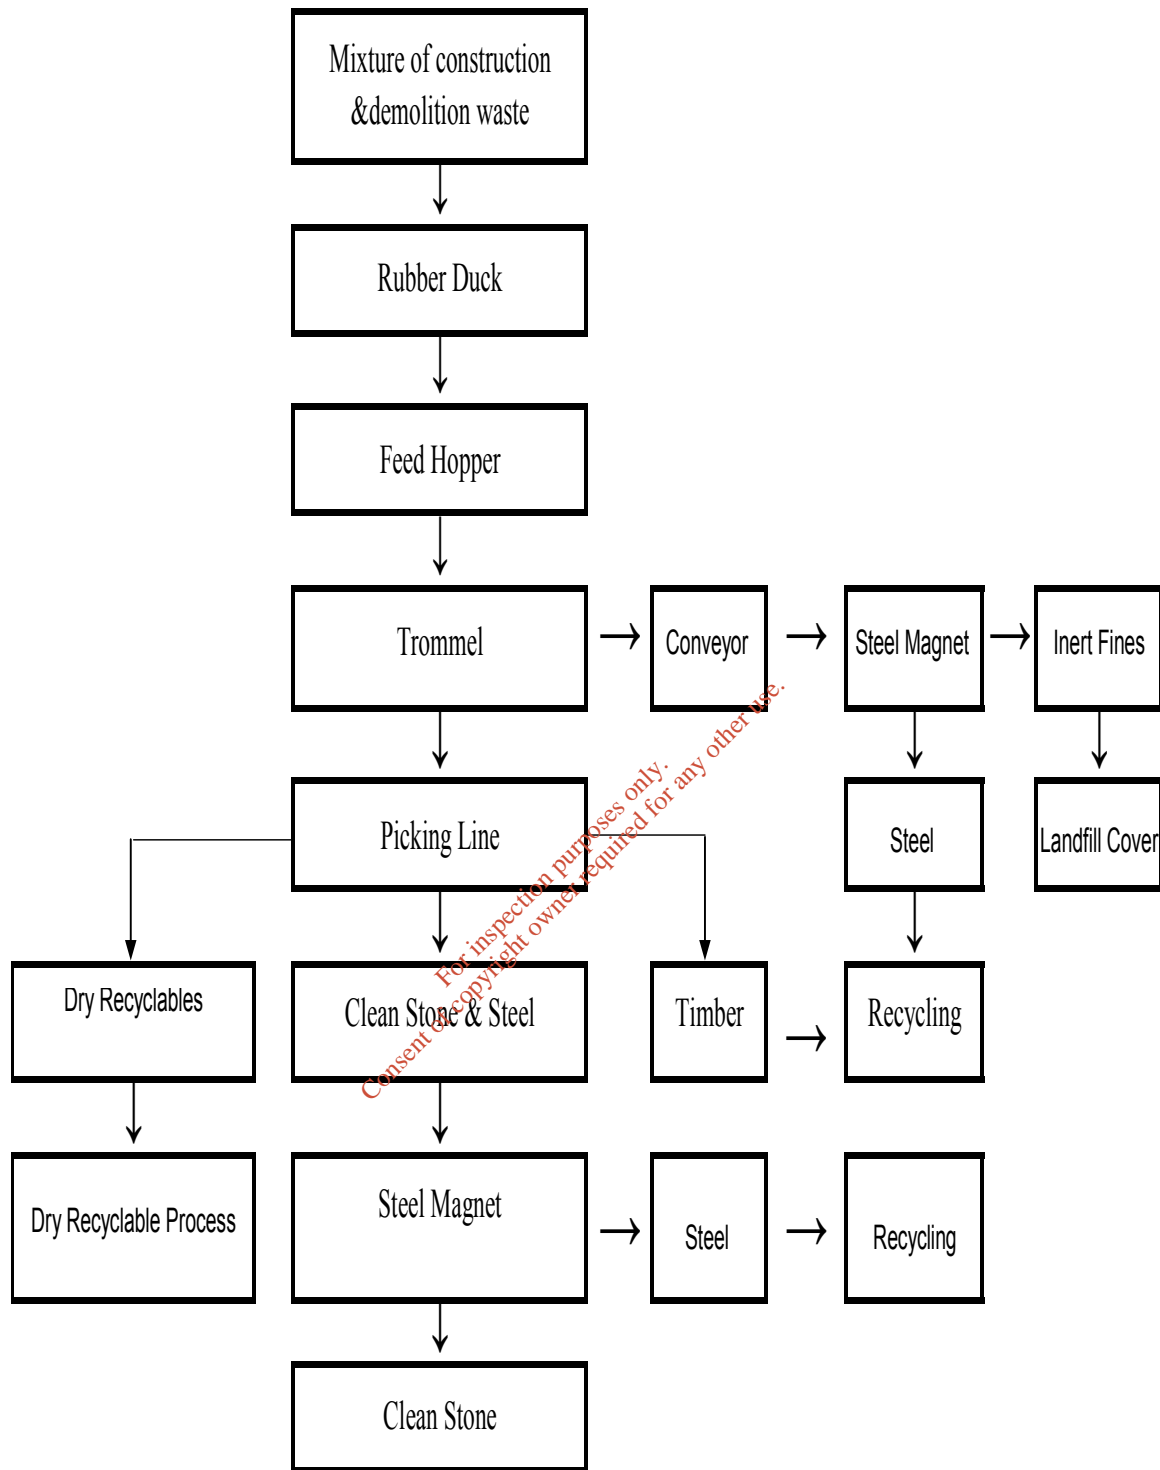 Mixture of construction
&demolition waste
Rubber Duck
Feed Hopper
Trommel
Conveyor
Steel Magnet
Inert Fines
Picking Line
Steel
Landfill Cover
For inspection purposes only.
Consent of copyright owner required for any other use.
Dry Recyclables
Clean Stone & Steel
Timber
Recycling
Dry Recyclable Process
Steel Magnet
Steel
Recycling
Clean Stone